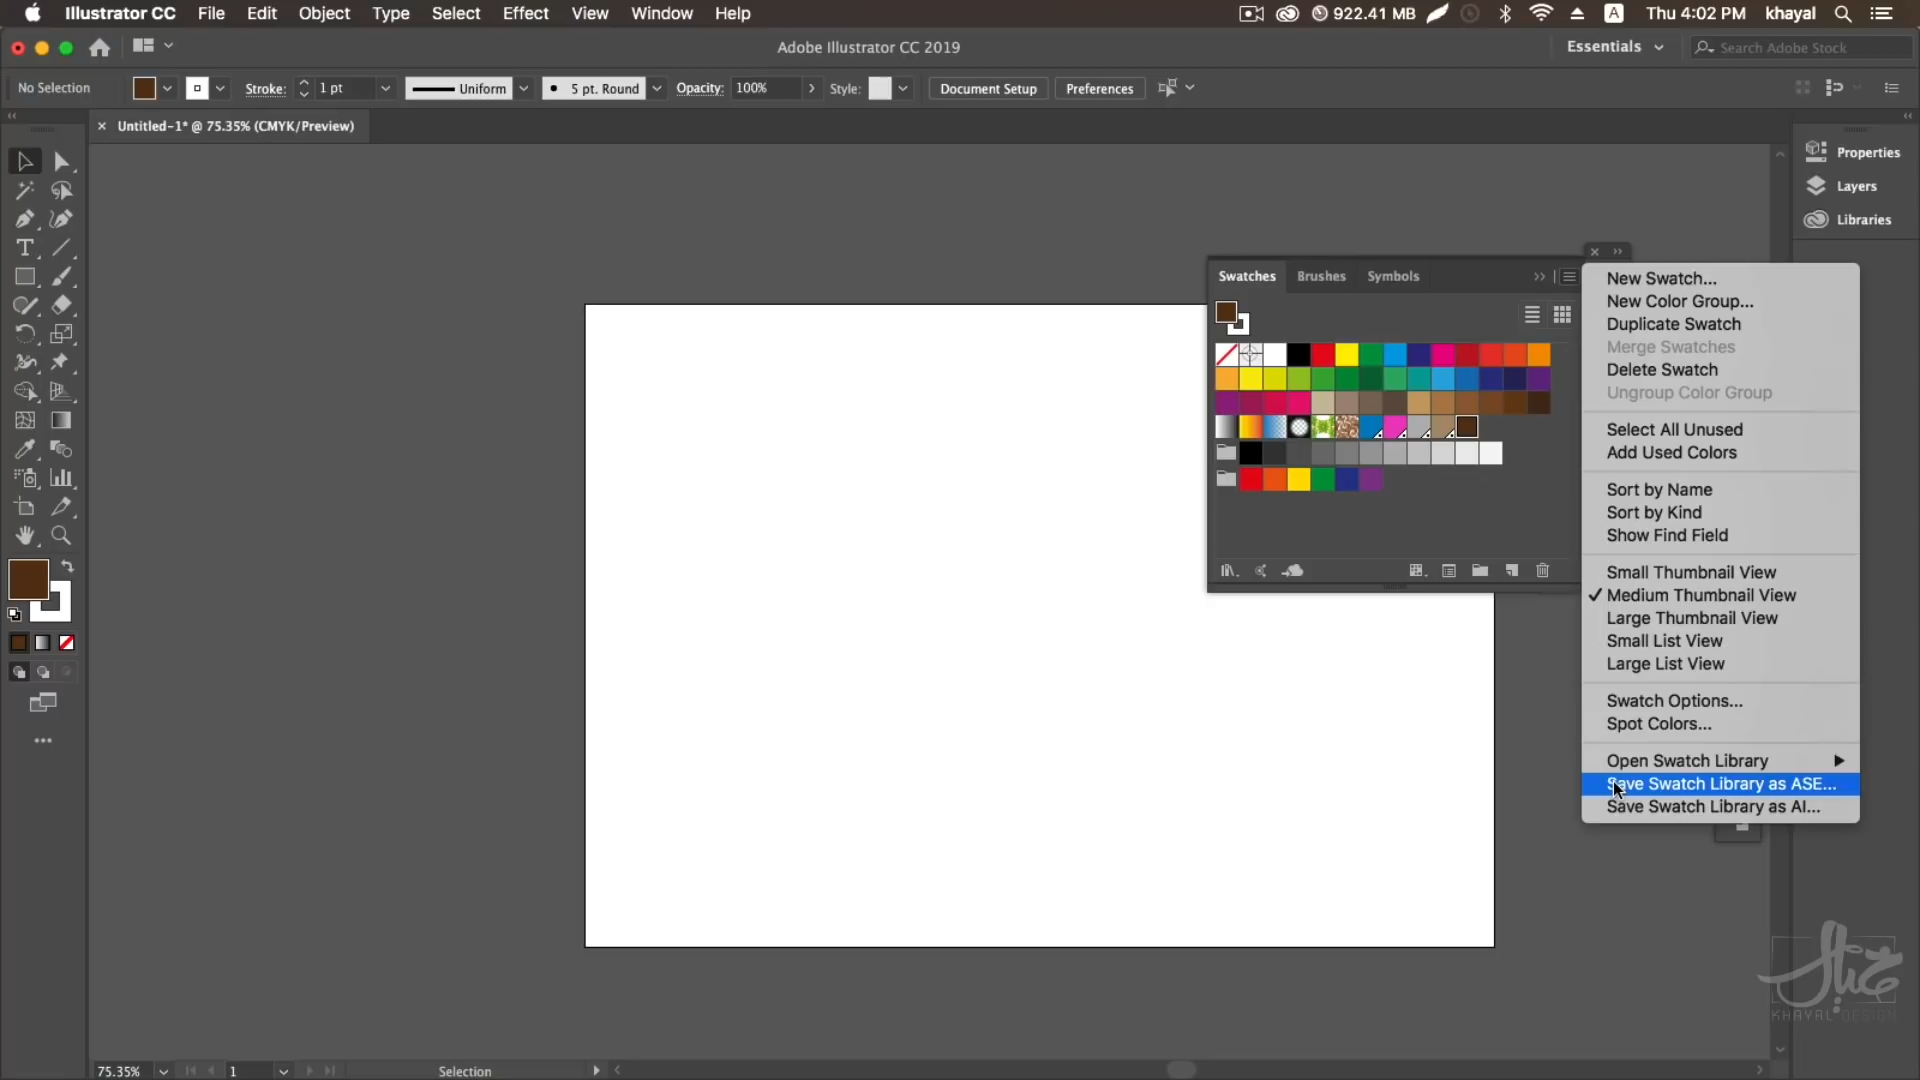 Illustrator CC File Edit Object Type Select Effect View Window Help 922.41 MB A Thu 4:02 PM khayal
Adobe Illustrator CC 2019 Essentials Search Adobe Stock
No Selection Stroke: 1 pt Uniform 5 pt. Round Opacity: 100% Style: Document Setup Preferences
Untitled-1* @ 75.35% (CMYK/Preview)
Properties
Layers
Libraries
Swatches Brushes Symbols
New Swatch...
New Color Group...
Duplicate Swatch
Merge Swatches
Delete Swatch
Ungroup Color Group
Select All Unused
Add Used Colors
Sort by Name
Sort by Kind
Show Find Field
Small Thumbnail View
Medium Thumbnail View
Large Thumbnail View
Small List View
Large List View
Swatch Options...
Spot Colors...
Open Swatch Library
Save Swatch Library as ASE...
Save Swatch Library as AI...
خيال
KHAYAL DESIGN
75.35% 1 Selection